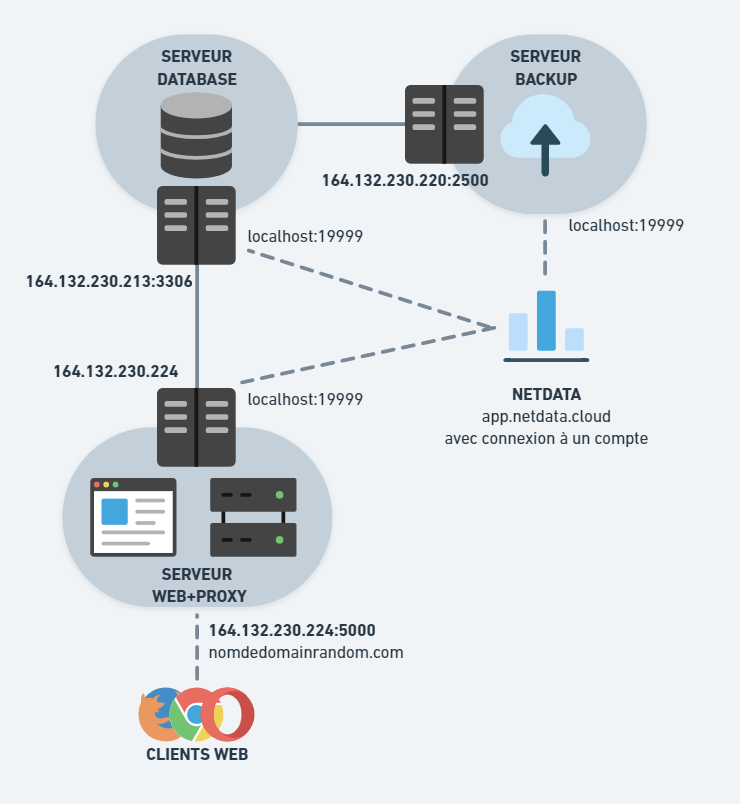 SERVEUR
DATABASE
SERVEUR
BACKUP
164.132.230.220:2500
localhost:19999
localhost:19999
164.132.230.213:3306
164.132.230.224
localhost:19999
NETDATA
app.netdata.cloud
avec connexion à un compte
SERVEUR
WEB+PROXY
164.132.230.224:5000
nomdedomainrandom.com
CLIENTS WEB